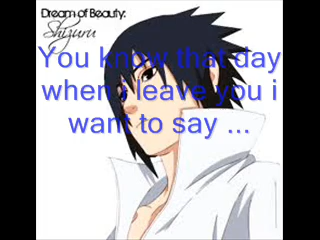 Dream of Beauty:
Shizuru
You know that day
when i leave you i
want to say ...